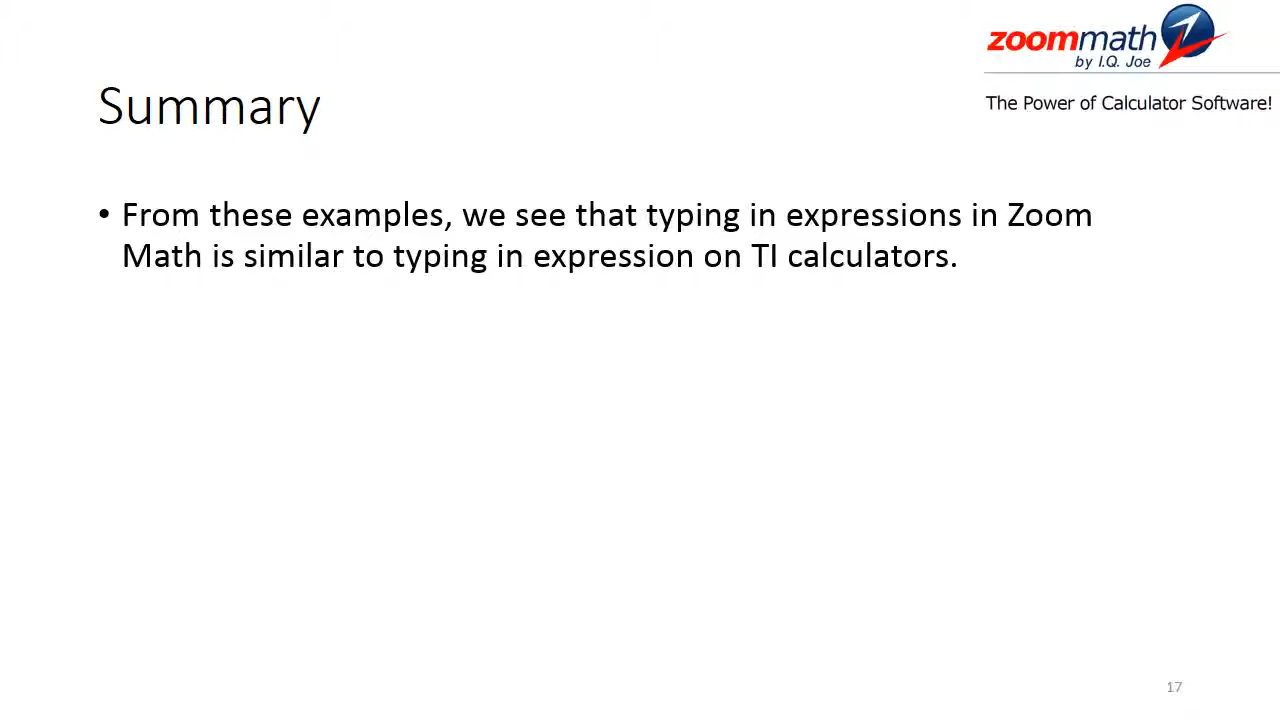 zoommath
by I.Q. Joe
The Power of Calculator Software!
Summary
• From these examples, we see that typing in expressions in Zoom
Math is similar to typing in expression on TI calculators.
17